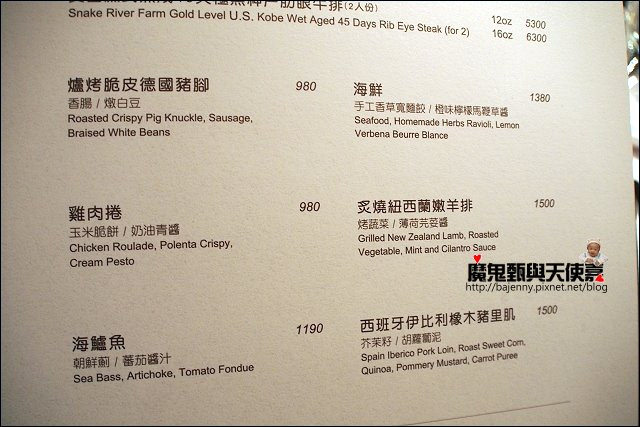 Snake River Farm Gold Level U.S. Kobe Wet Aged 45 Days Rib Eye Steak (for 2)
12oz 5300
16oz 6300
爐烤脆皮德國豬腳 980
香腸 / 燉白豆
Roasted Crispy Pig Knuckle, Sausage,
Braised White Beans
雞肉捲 980
玉米脆餅 / 奶油青醬
Chicken Roulade, Polenta Crispy,
Cream Pesto
海鱸魚 1190
朝鮮薊 / 蕃茄醬汁
Sea Bass, Artichoke, Tomato Fondue
海鮮 1380
手工香草寬麵餃 / 橙味檸檬馬鞭草醬
Seafood, Homemade Herbs Ravioli, Lemon
Verbena Beurre Blance
炙燒紐西蘭嫩羊排 1500
烤蔬菜 / 薄荷芫荽醬
Grilled New Zealand Lamb, Roasted
Vegetable, Mint and Cilantro Sauce
西班牙伊比利橡木豬里肌 1500
芥茉籽 / 胡蘿蔔泥
Spain Iberico Pork Loin, Roast Sweet Corn,
Quinoa, Pommery Mustard, Carrot Puree
魔鬼甄與天使嘉
http://bajenny.pixnet.net/blog